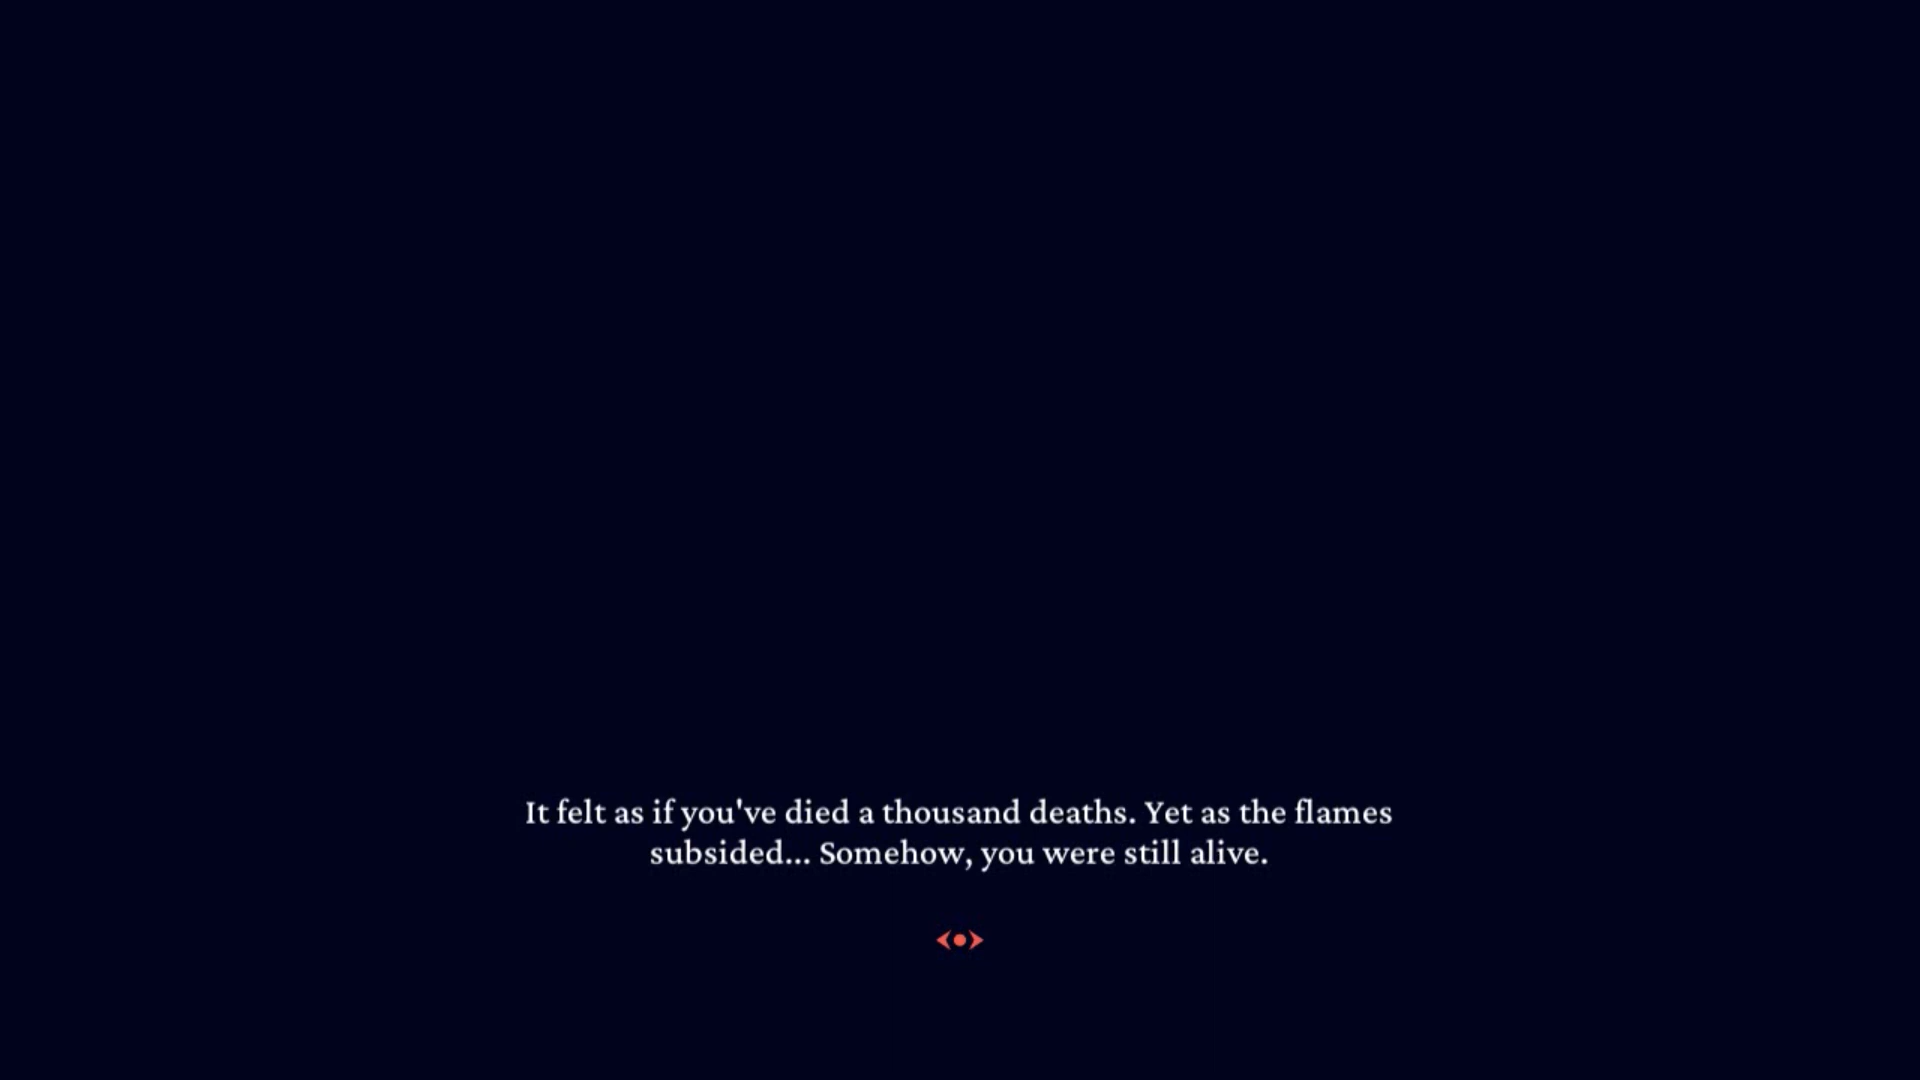 It felt as if you've died a thousand deaths. Yet as the flames
subsided... Somehow, you were still alive.